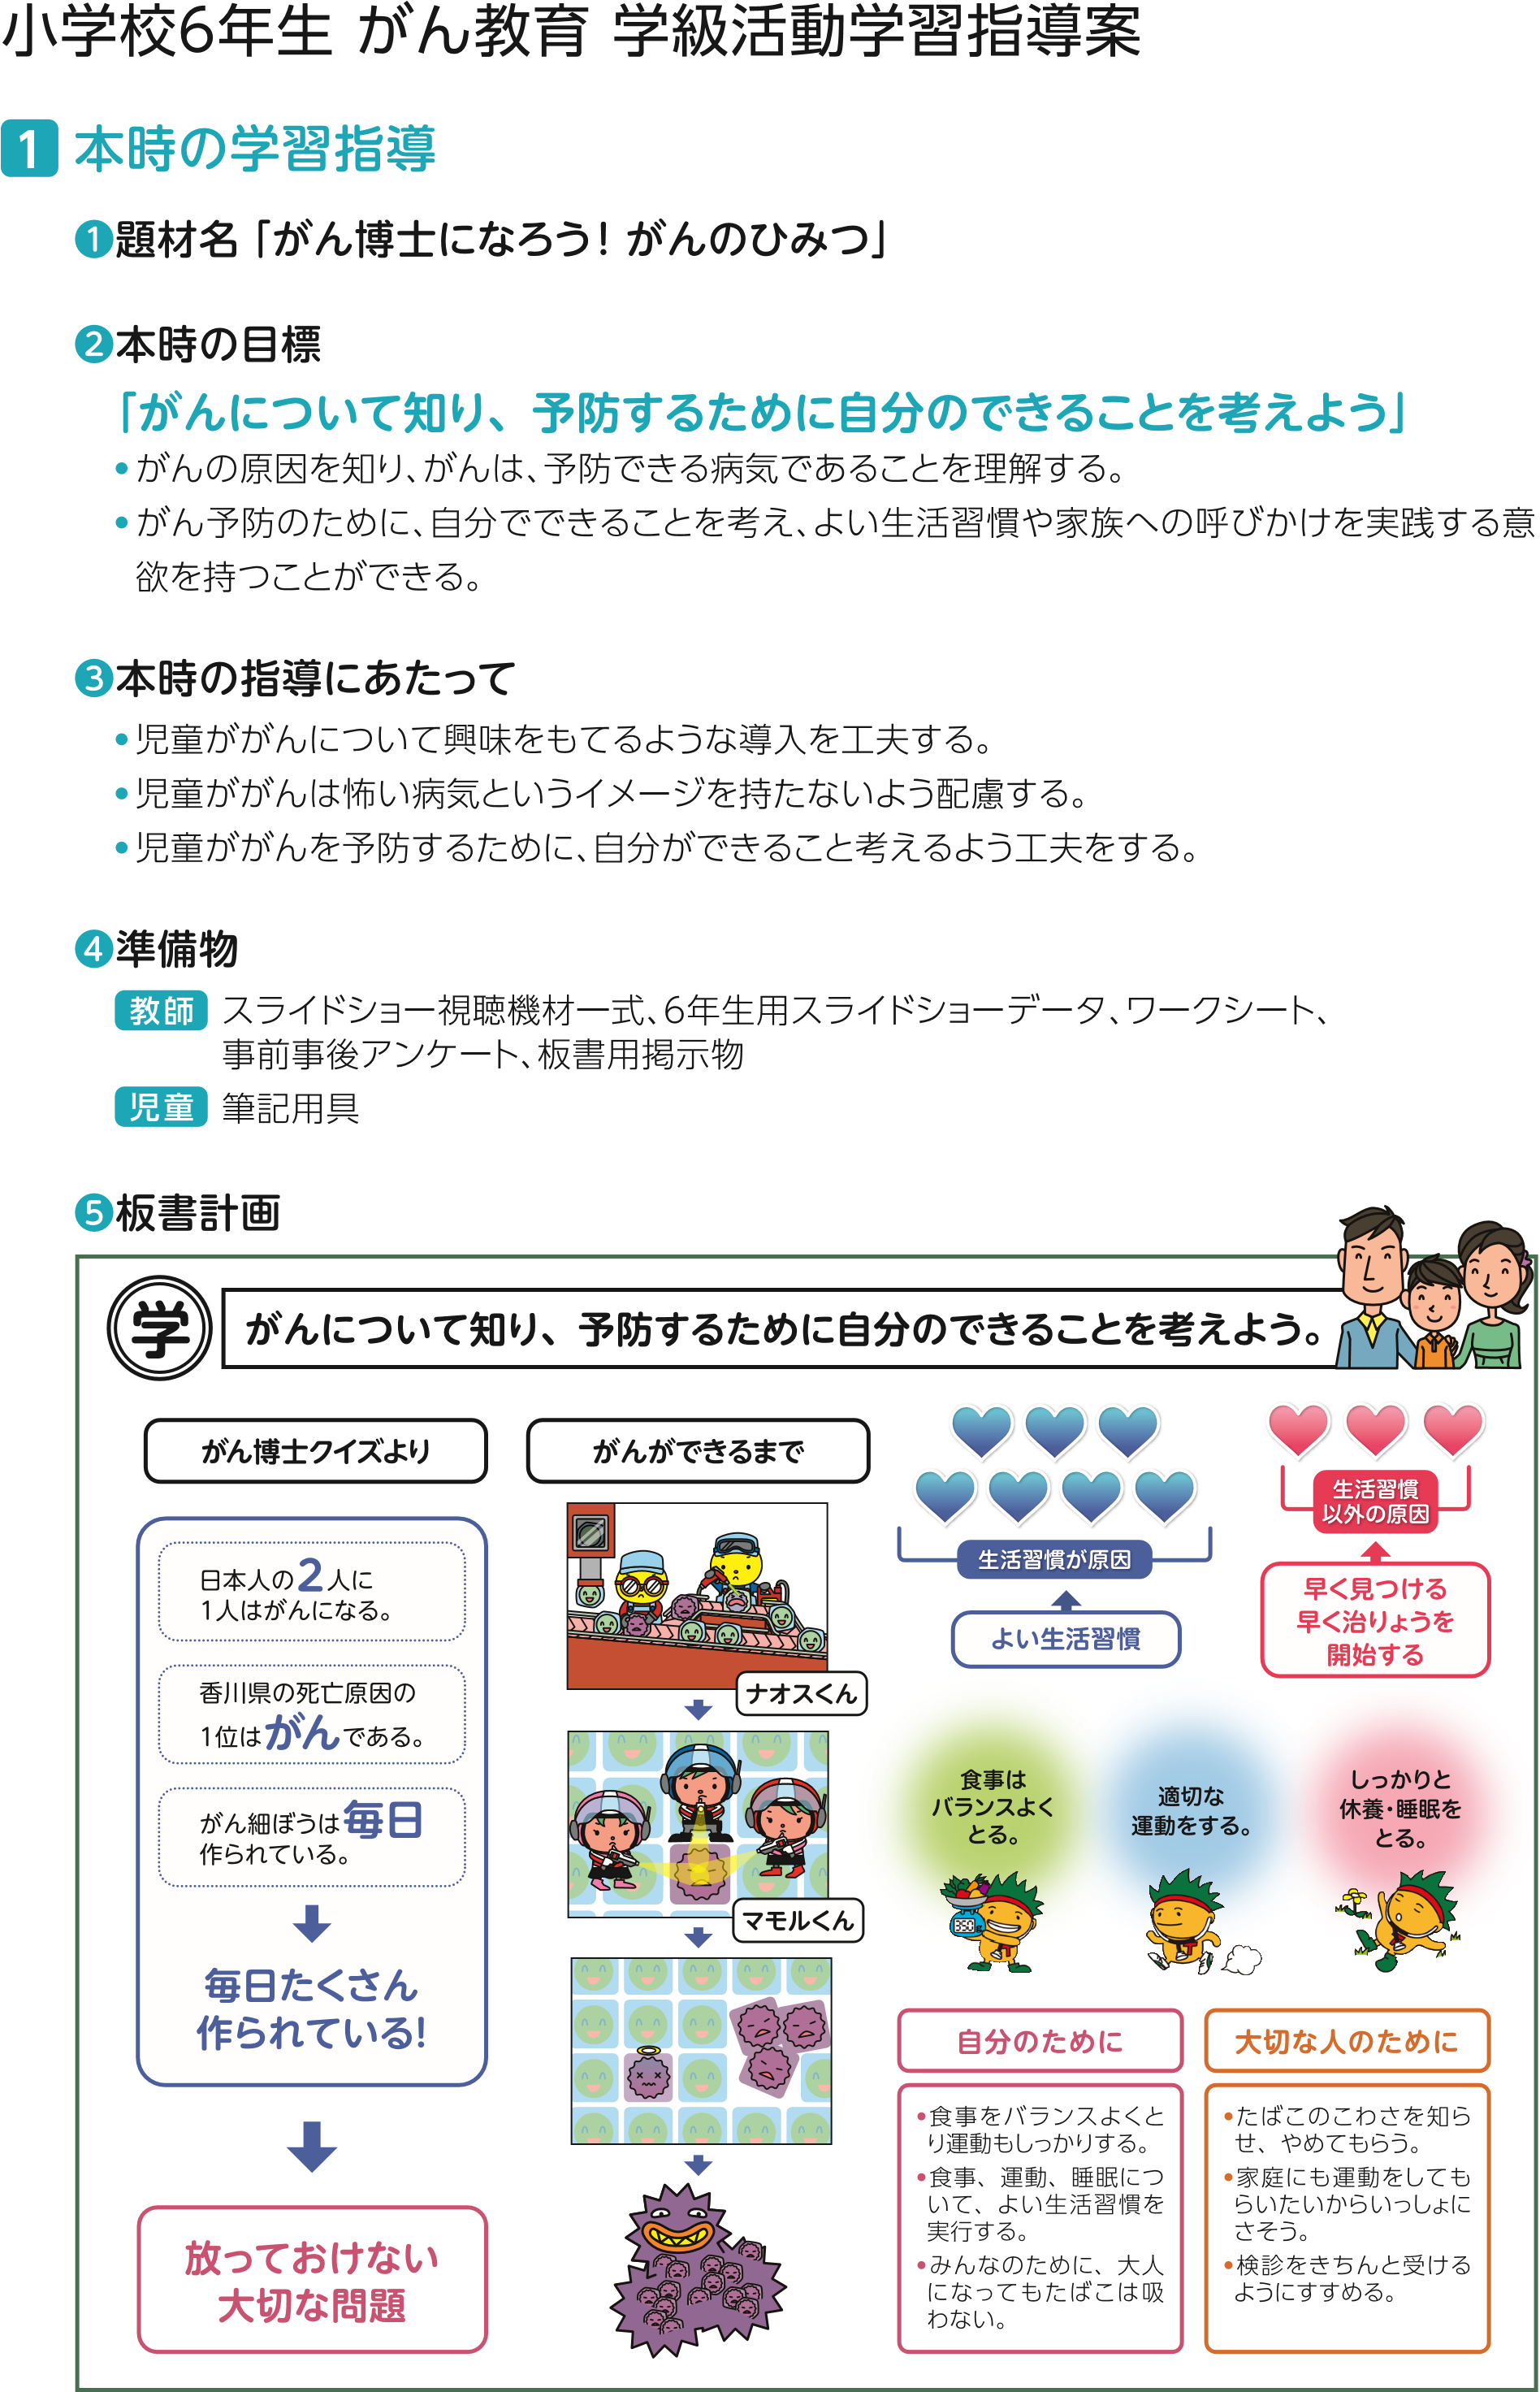 小学校6年生 がん教育 学級活動学習指導案
1 本時の学習指導
❶題材名「がん博士になろう! がんのひみつ」
❷本時の目標
「がんについて知り、予防するために自分のできることを考えよう」
•がんの原因を知り、がんは、予防できる病気であることを理解する。
•がん予防のために、自分でできることを考え、よい生活習慣や家族への呼びかけを実践する意
欲を持つことができる。
❸本時の指導にあたって
•児童ががんについて興味をもてるような導入を工夫する。
•児童ががんは怖い病気というイメージを持たないよう配慮する。
•児童ががんを予防するために、自分ができること考えるよう工夫をする。
❹準備物
教師 スライドショー視聴機材一式、6年生用スライドショーデータ、ワークシート、
事前事後アンケート、板書用掲示物
児童 筆記用具
❺板書計画
学 がんについて知り、予防するために自分のできることを考えよう。
がん博士クイズより
日本人の2人に
1人はがんになる。
香川県の死亡原因の
1位はがんである。
がん細ぼうは毎日
作られている。
毎日たくさん
作られている!
放っておけない
大切な問題
がんができるまで
ナオスくん
マモルくん
生活習慣が原因
よい生活習慣
生活習慣
以外の原因
早く見つける
早く治りょうを
開始する
食事は
バランスよく
とる。
350
適切な
運動をする。
しっかりと
休養・睡眠を
とる。
自分のために
•食事をバランスよくと
り運動もしっかりする。
•食事、運動、睡眠につ
いて、よい生活習慣を
実行する。
•みんなのために、大人
になってもたばこは吸
わない。
大切な人のために
•たばこのこわさを知ら
せ、やめてもらう。
•家庭にも運動をしても
らいたいからいっしょに
さそう。
•検診をきちんと受ける
ようにすすめる。